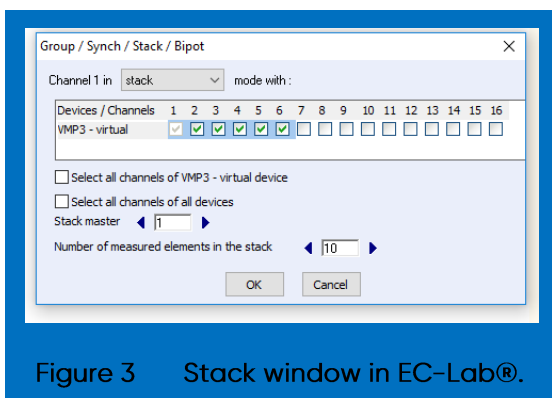 Group / Synch / Stack / Bipot
Channel 1 in stack mode with :
Devices / Channels 1 2 3 4 5 6 7 8 9 10 11 12 13 14 15 16
VMP3 - virtual
Select all channels of VMP3 - virtual device
Select all channels of all devices
Stack master 1
Number of measured elements in the stack 10
OK Cancel
Figure 3 Stack window in EC-Lab®.